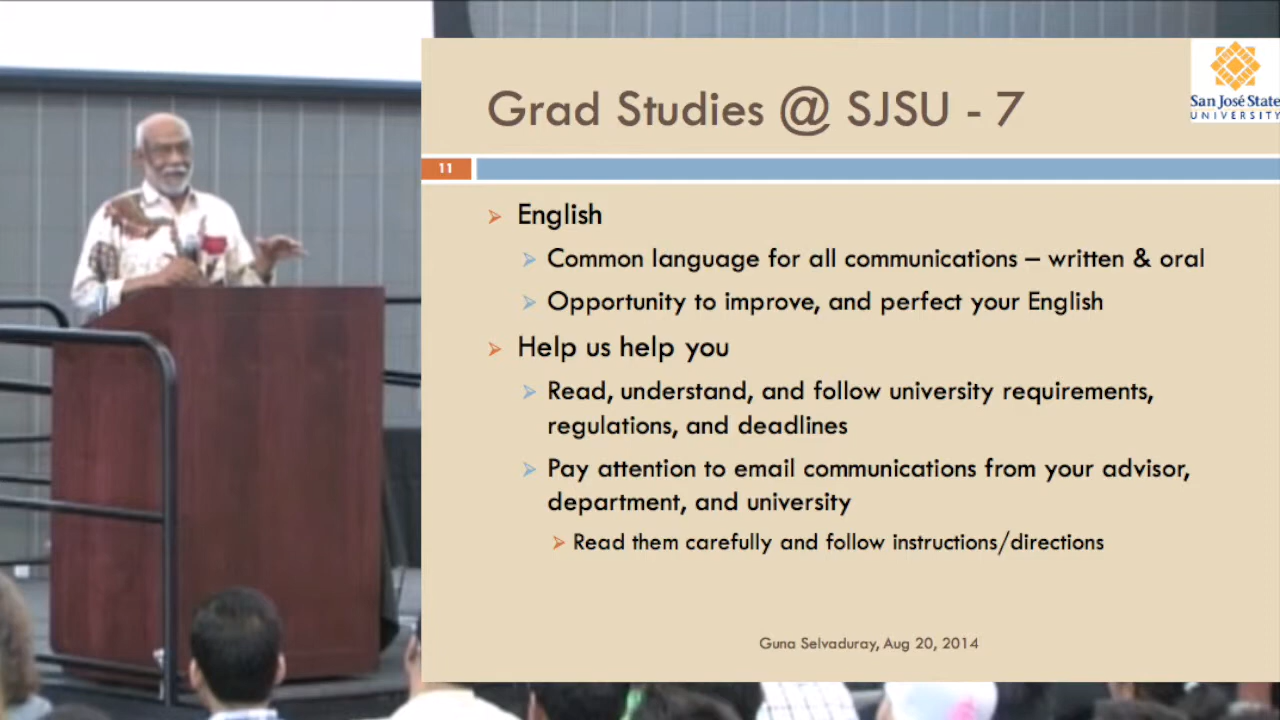 Grad Studies @ SJSU - 7
San José State
UNIVERSITY
11
English
Common language for all communications – written & oral
Opportunity to improve, and perfect your English
Help us help you
Read, understand, and follow university requirements,
regulations, and deadlines
Pay attention to email communications from your advisor,
department, and university
Read them carefully and follow instructions/directions
Guna Selvaduray, Aug 20, 2014